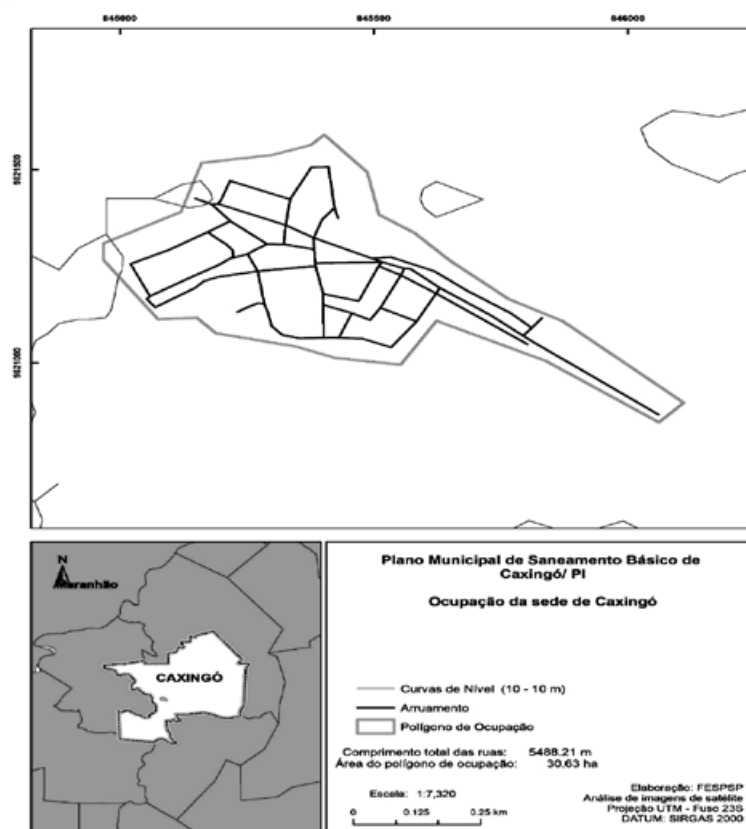 845000 845500 846000
9621500
9621000
N
Maranhão
CAXINGÓ
Plano Municipal de Saneamento Básico de
Caxingó/ PI
Ocupação da sede de Caxingó
Curvas de Nível (10 - 10 m)
Arruamento
Polígono de Ocupação
Comprimento total das ruas: 5488.21 m
Área do polígono de ocupação: 30.63 ha
Escala: 1:7,320
0 0.125 0.25 km
Elaboração: FESPSP
Análise de imagens de satélite
Projeção UTM - Fuso 23S
DATUM: SIRGAS 2000